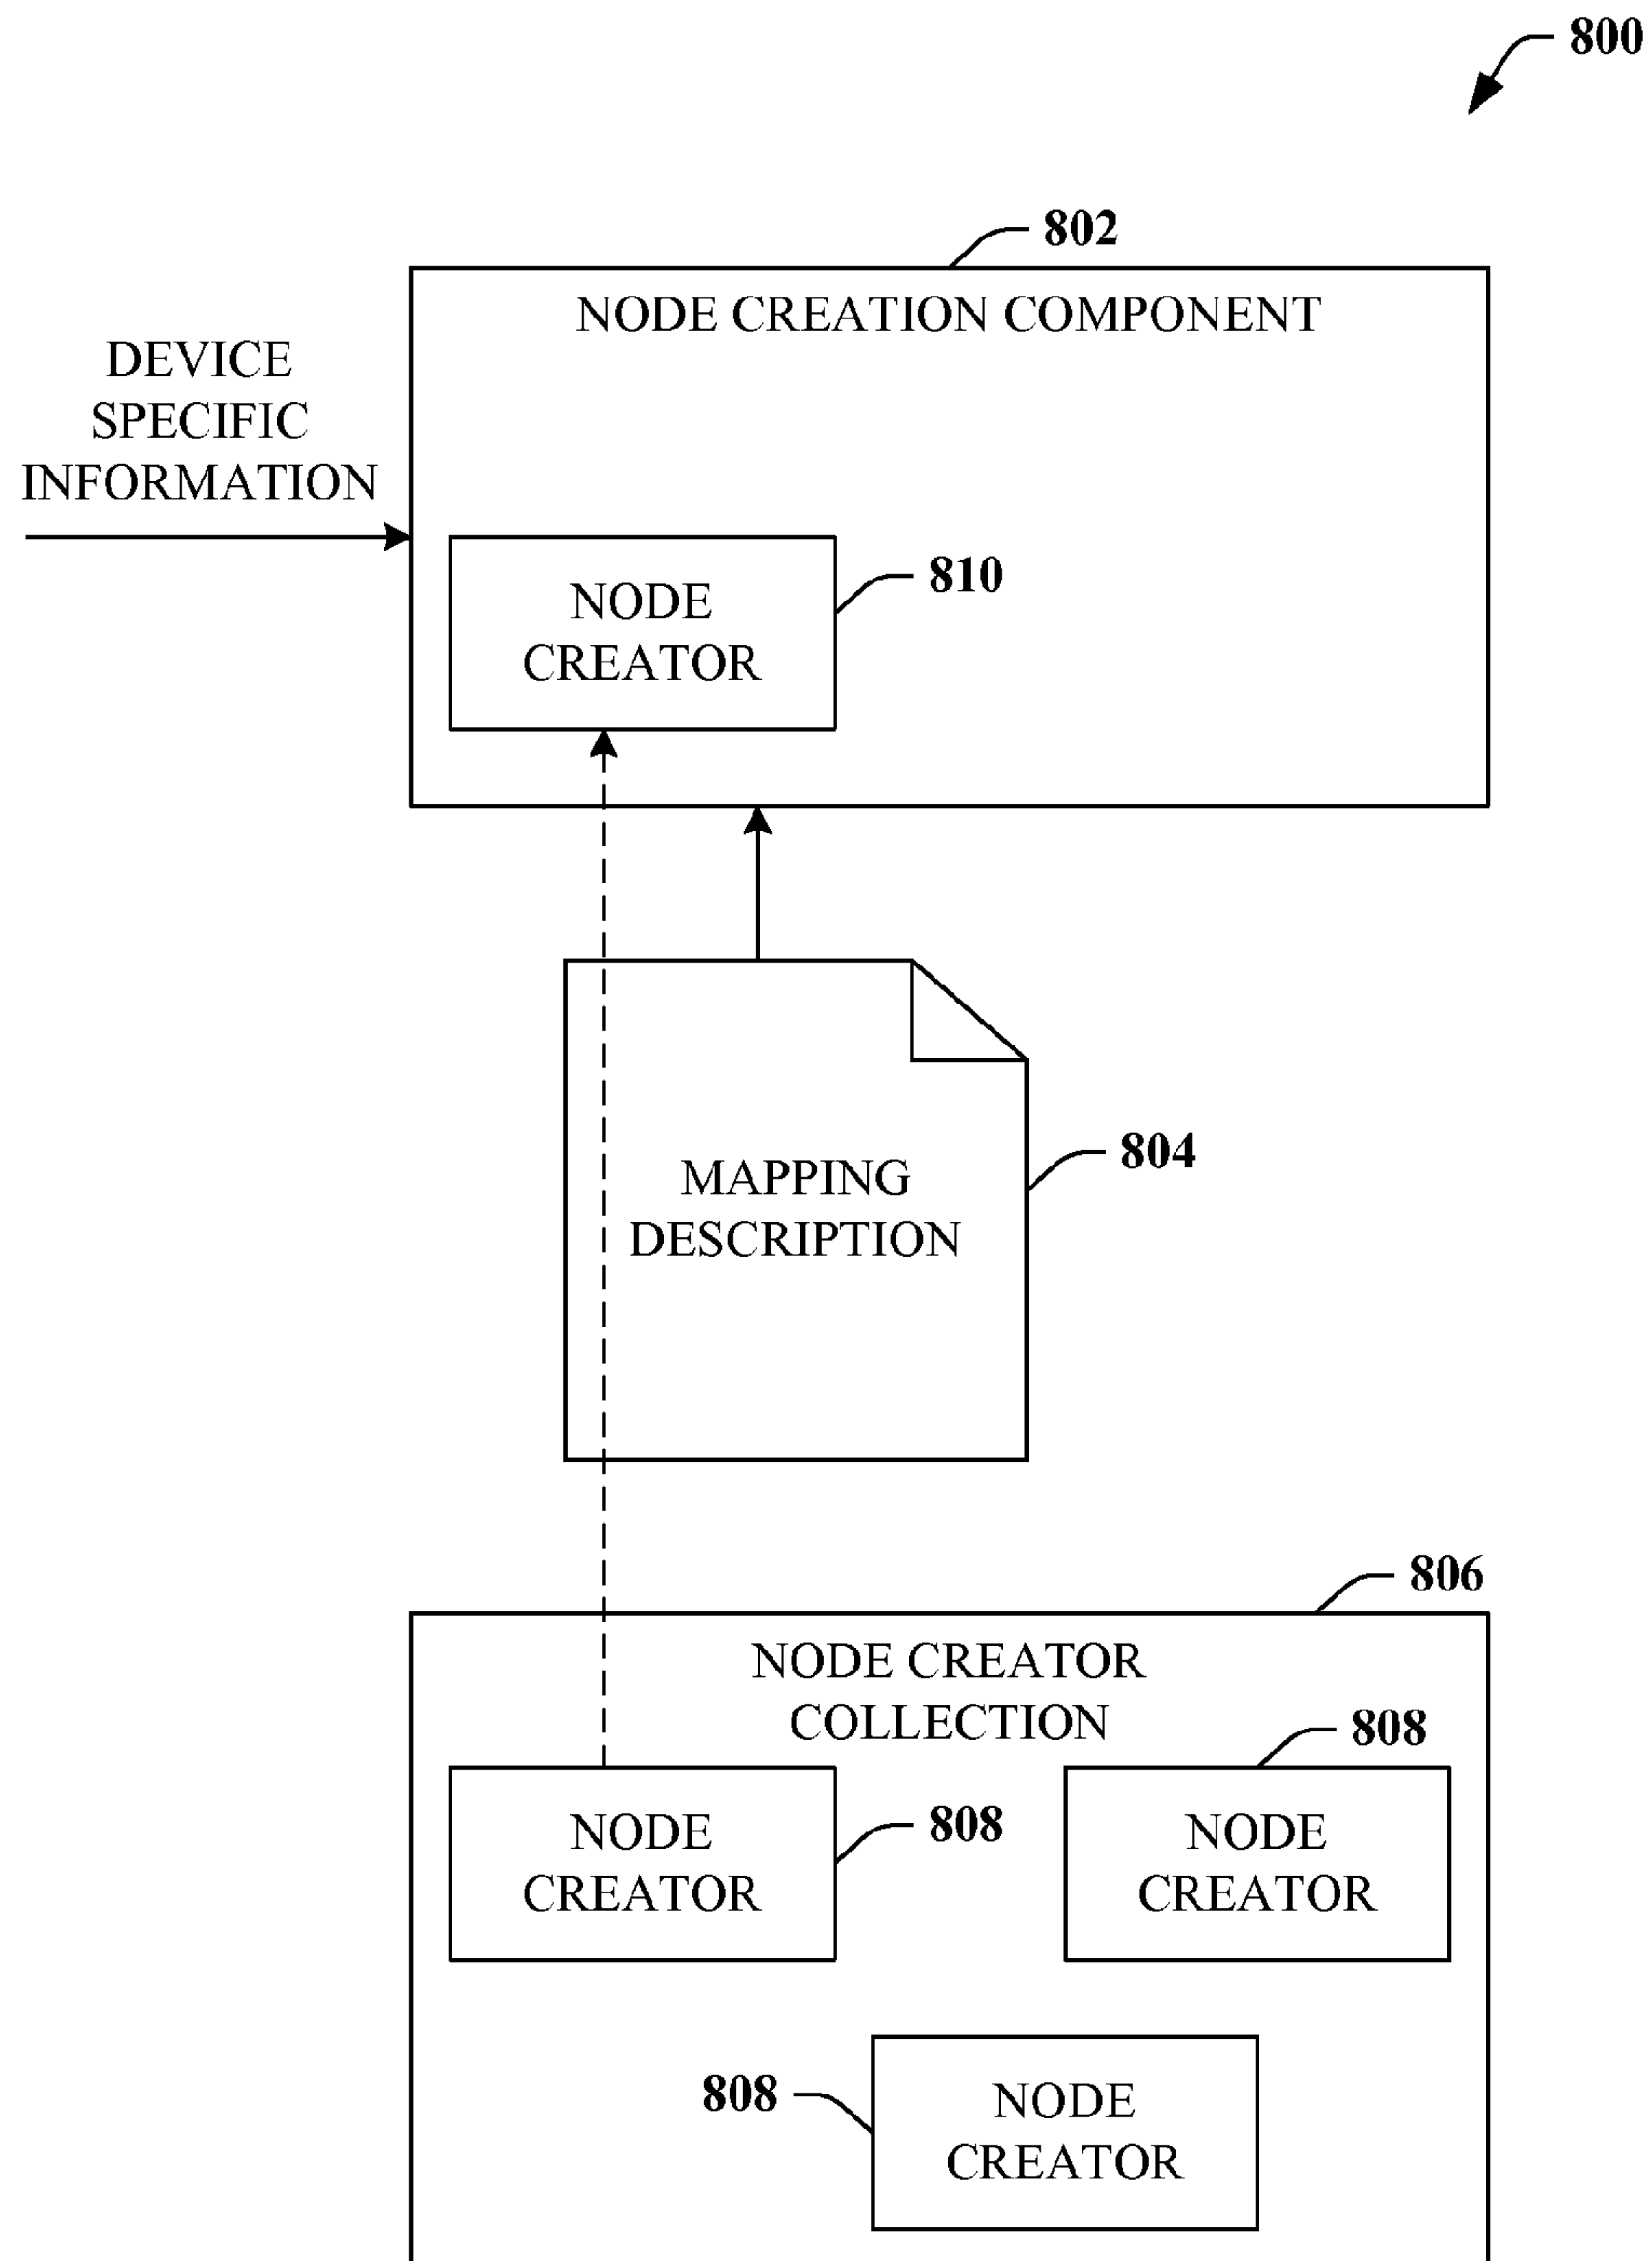 800
802
NODE CREATION COMPONENT
DEVICE
SPECIFIC
INFORMATION
NODE
CREATOR
810
MAPPING
DESCRIPTION
804
806
NODE CREATOR
COLLECTION
808
NODE
CREATOR
808
NODE
CREATOR
808
NODE
CREATOR